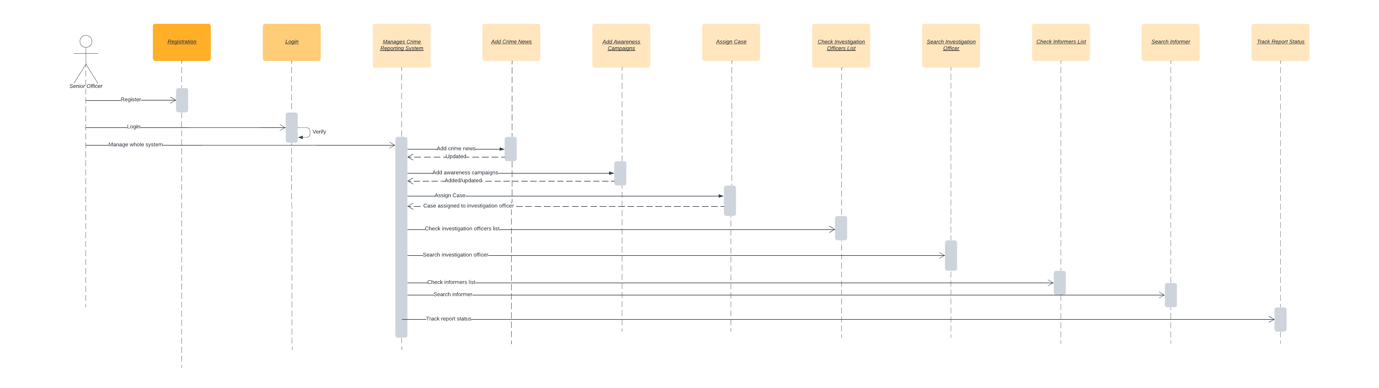 Registration
Login
Manages Crime
Reporting System
Add Crime News
Add Awareness
Campaigns
Assign Case
Check Investigation
Officers List
Search Investigation
Officer
Check Informers List
Search Informer
Track Report Status
Senior Officer
Register
Login
Verify
Manage whole system
Add crime news
Updated
Add awareness campaigns
Added/updated
Assign Case
Case assigned to investigation officer
Check investigation officers list
Search investigation officer
Check informers list
Search informer
Track report status